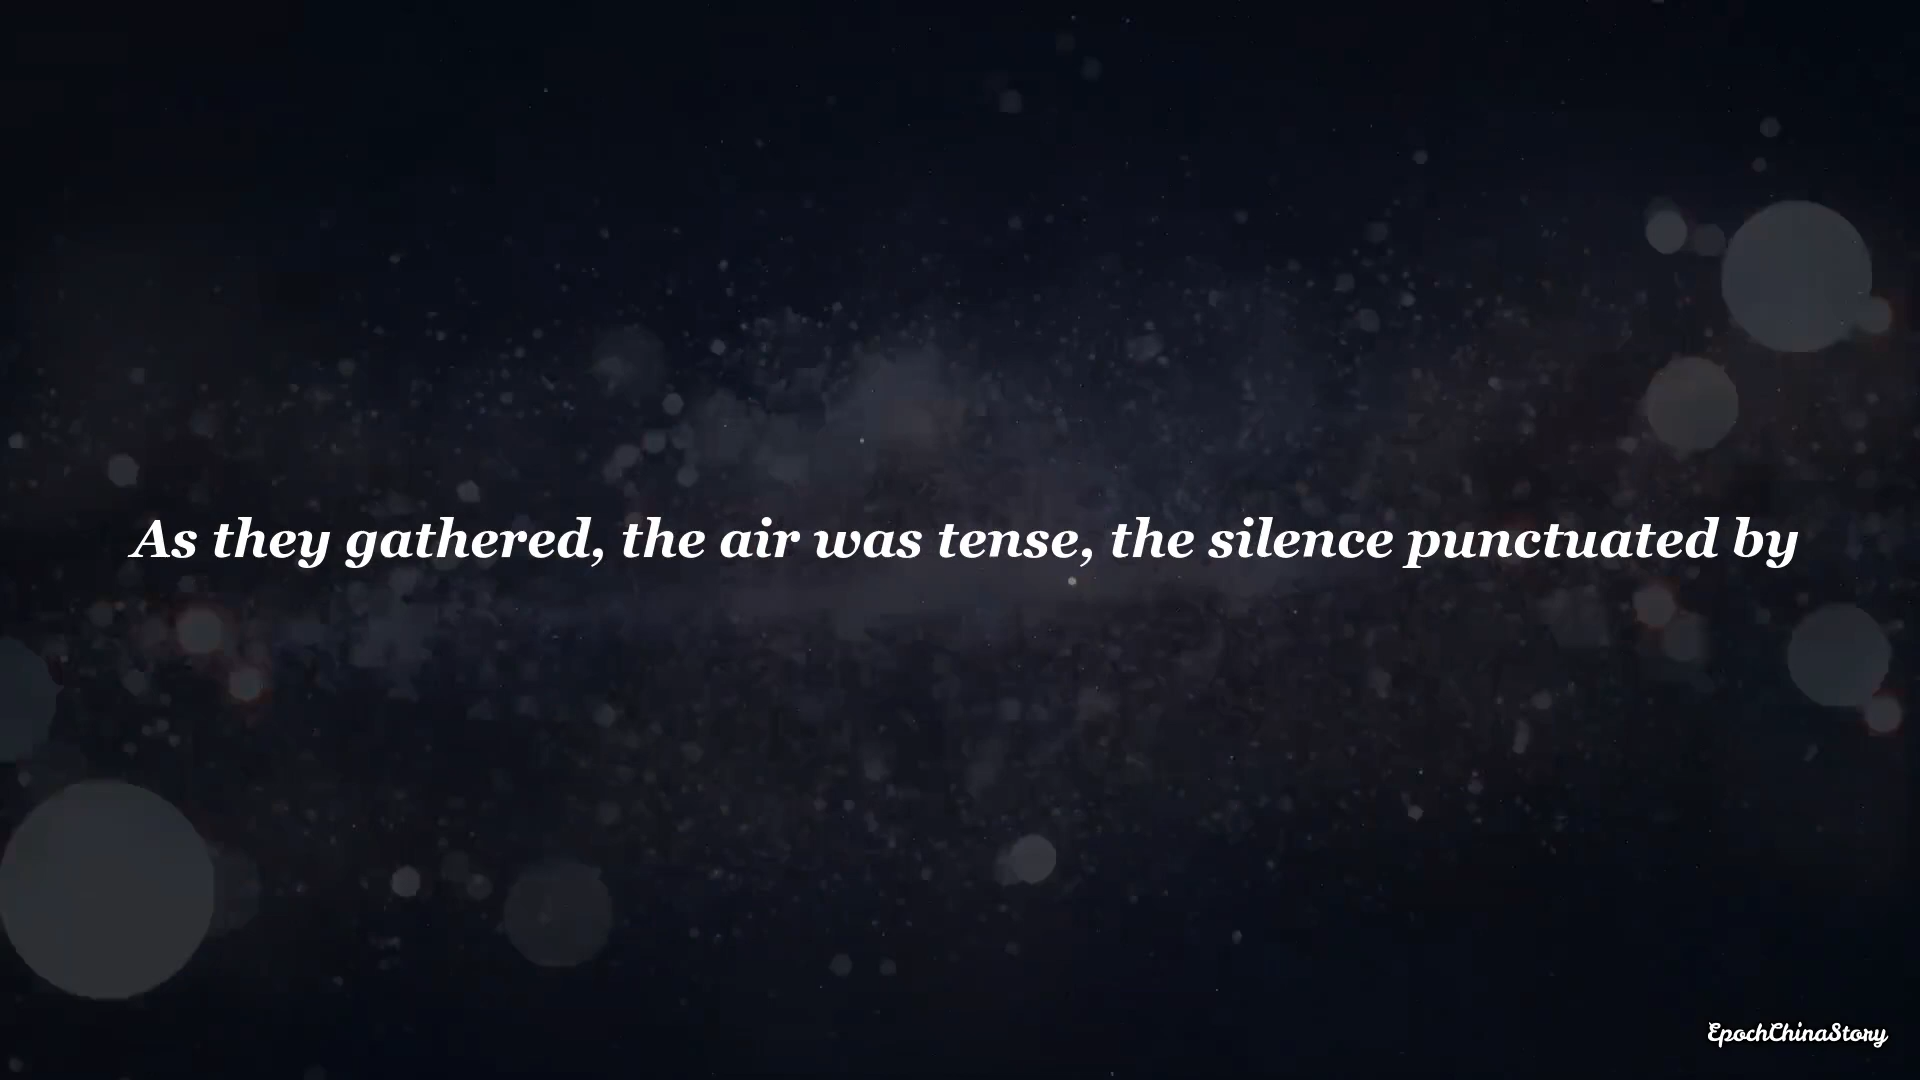 As they gathered, the air was tense, the silence punctuated by
EpochChinaStory